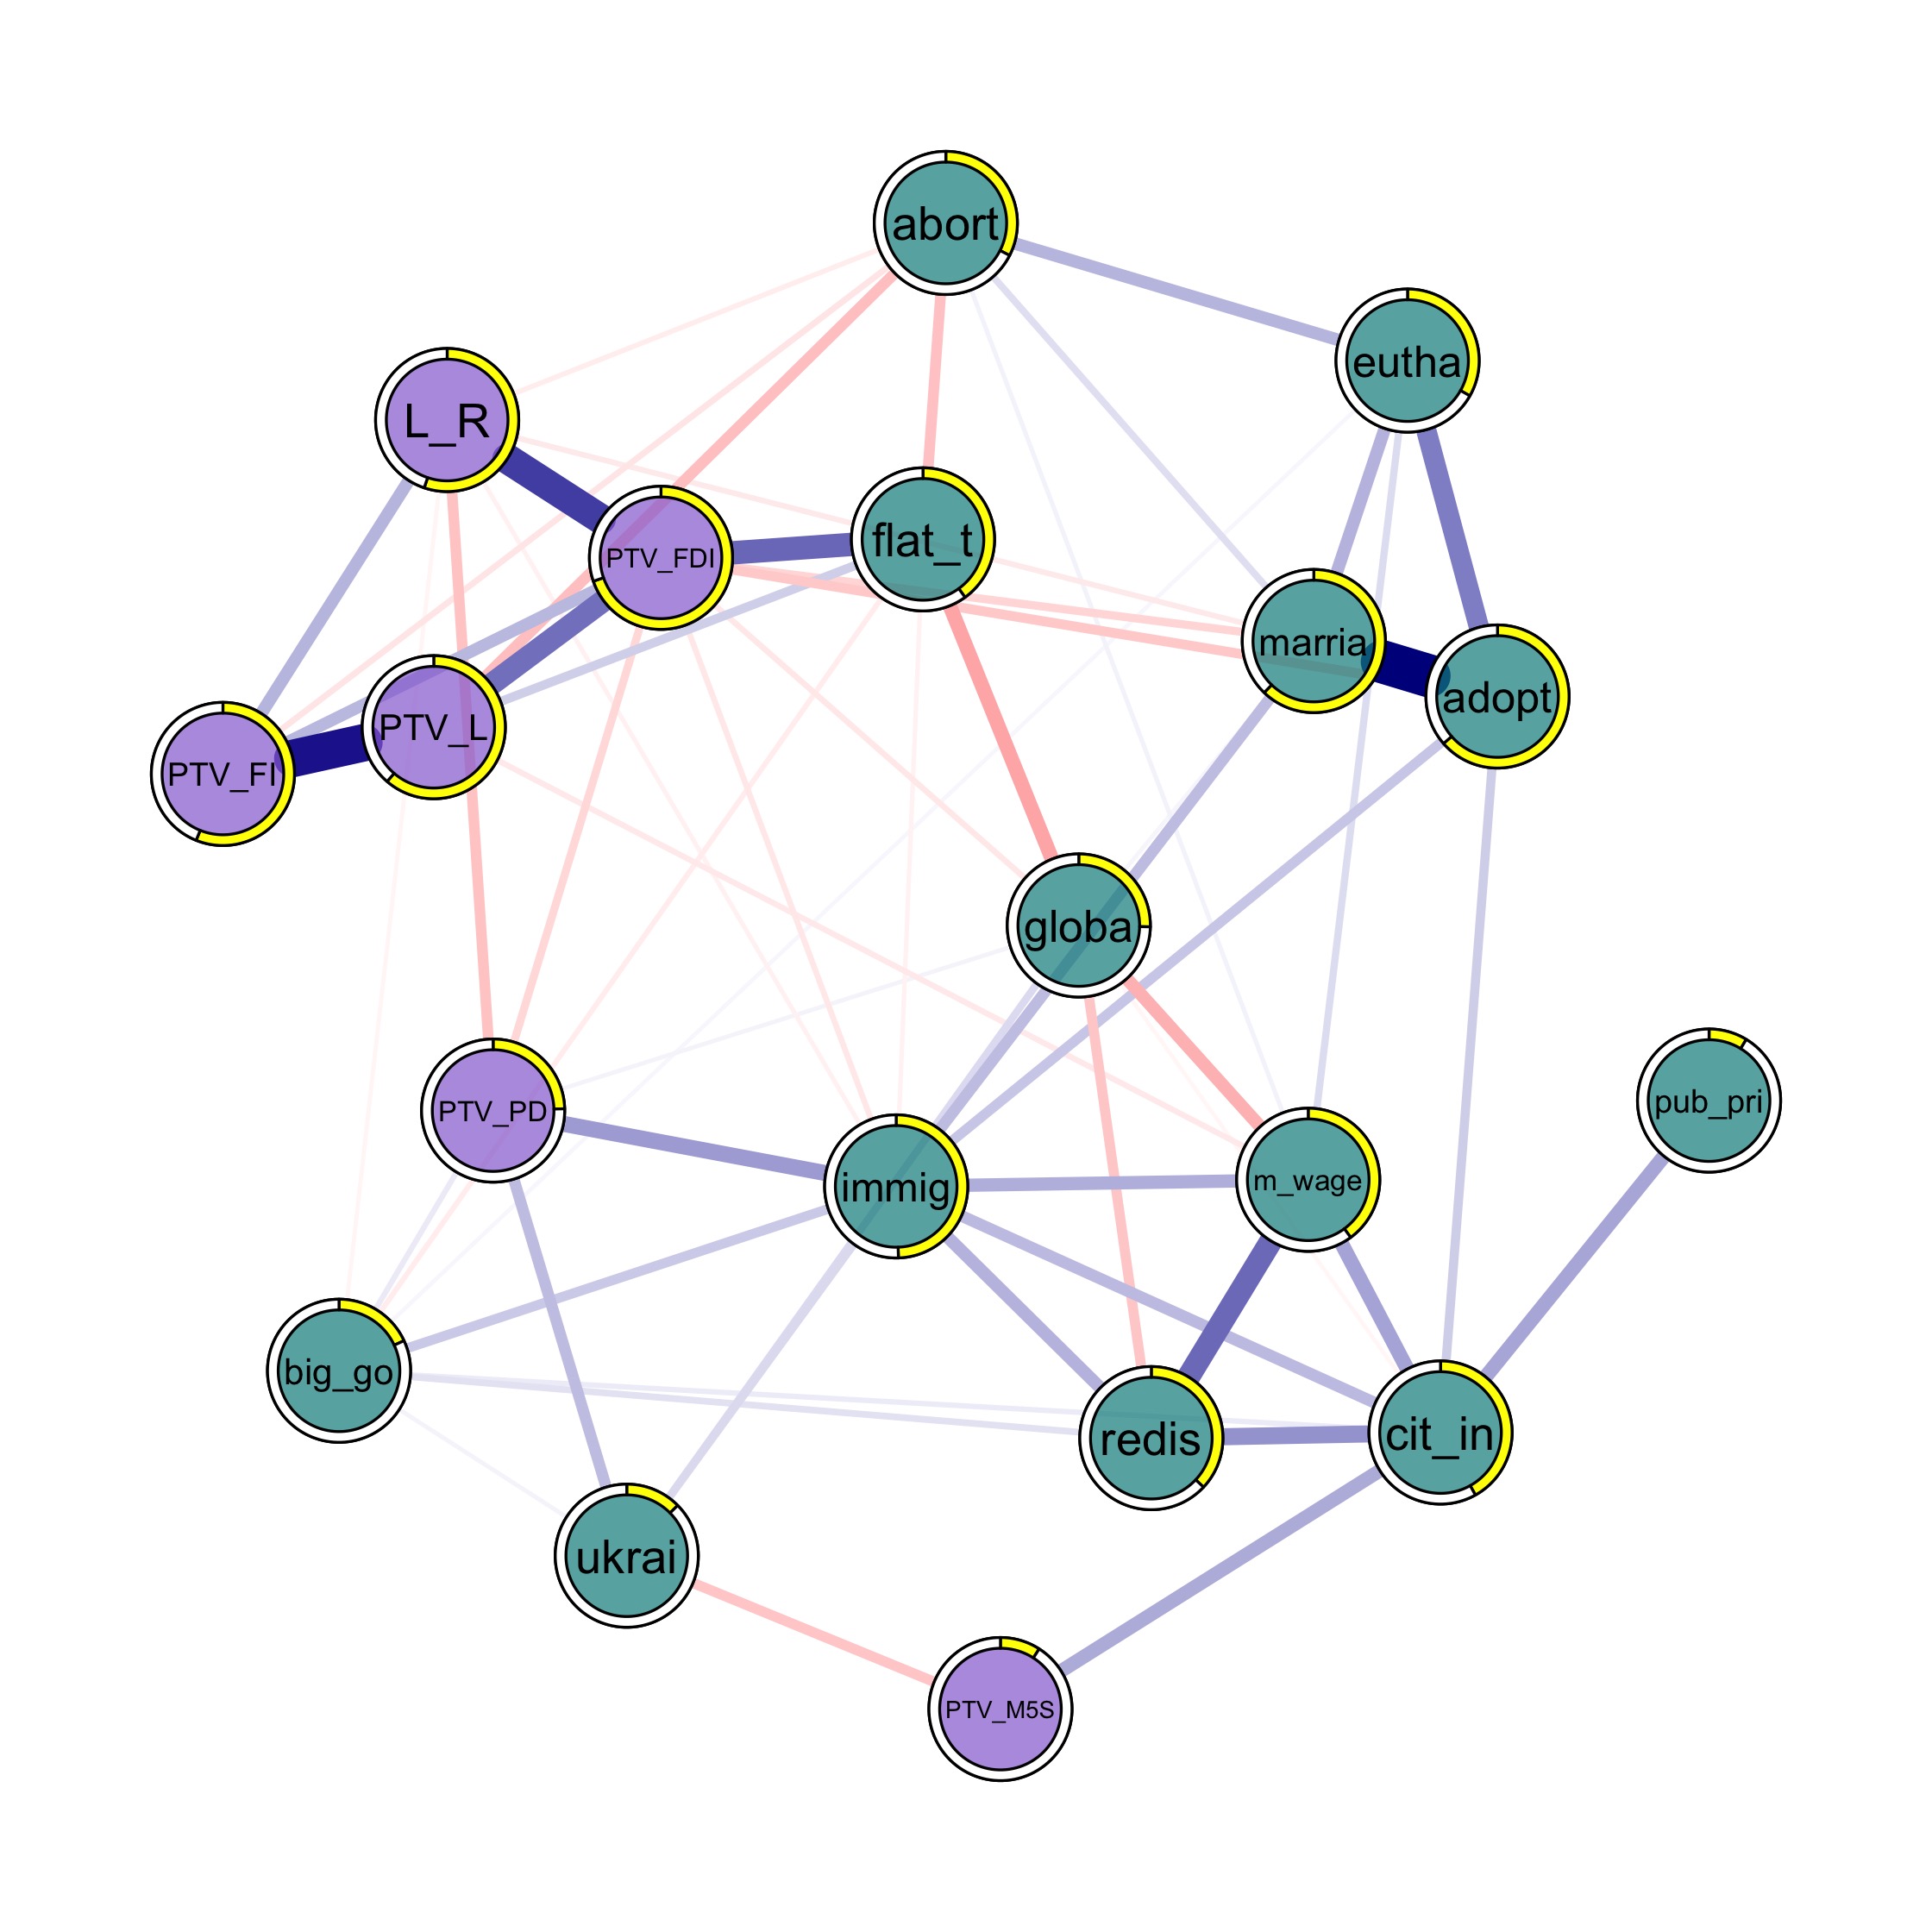 abort
eutha
L_R
flat_t
PTV_FDI
marria
adopt
PTV_L
PTV_FI
globa
pub_pri
PTV_PD
m_wage
immig
big_go
cit_in
redis
ukrai
PTV_M5S